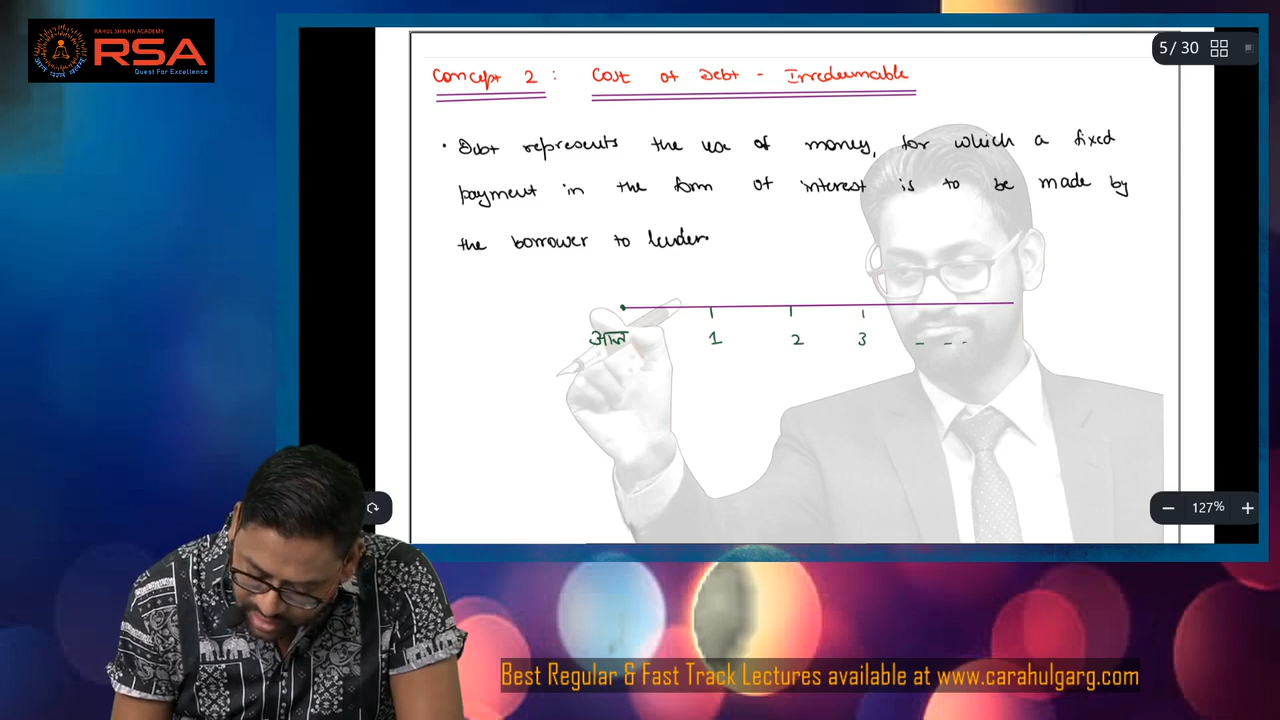 RAHUL SHIKHA ACADEMY
RSA
Quest For Excellence
5 / 30
Concept 2 : Cost of Debt - Irredeemable
· Debt represents the use of money, for which a fixed
payment in the form of interest is to be made by
the borrower to lender.
आज 1 2 3 - - -
127%
Best Regular & Fast Track Lectures available at www.carahulgarg.com